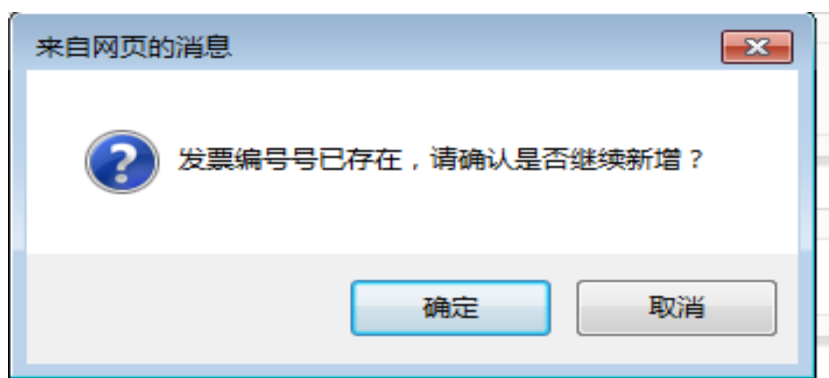 来自网页的消息
发票编号号已存在，请确认是否继续新增？
确定
取消